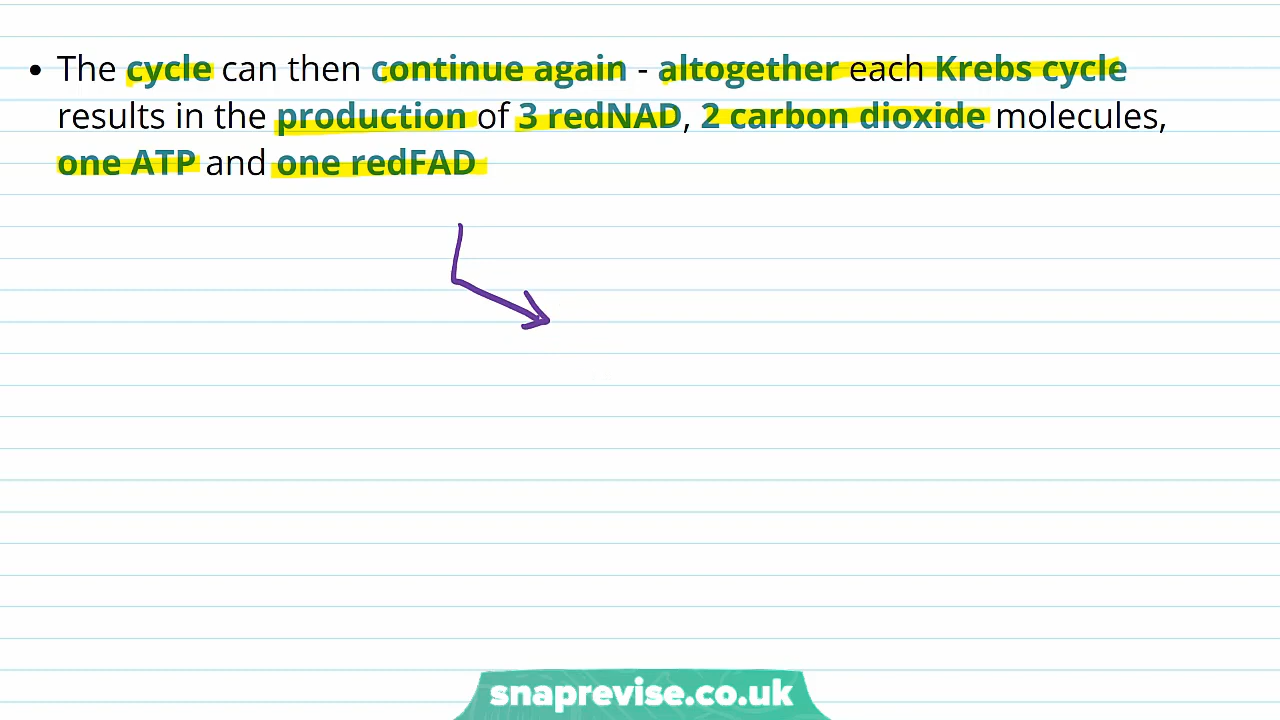 • The cycle can then continue again - altogether each Krebs cycle
results in the production of 3 redNAD, 2 carbon dioxide molecules,
one ATP and one redFAD
snaprevise.co.uk